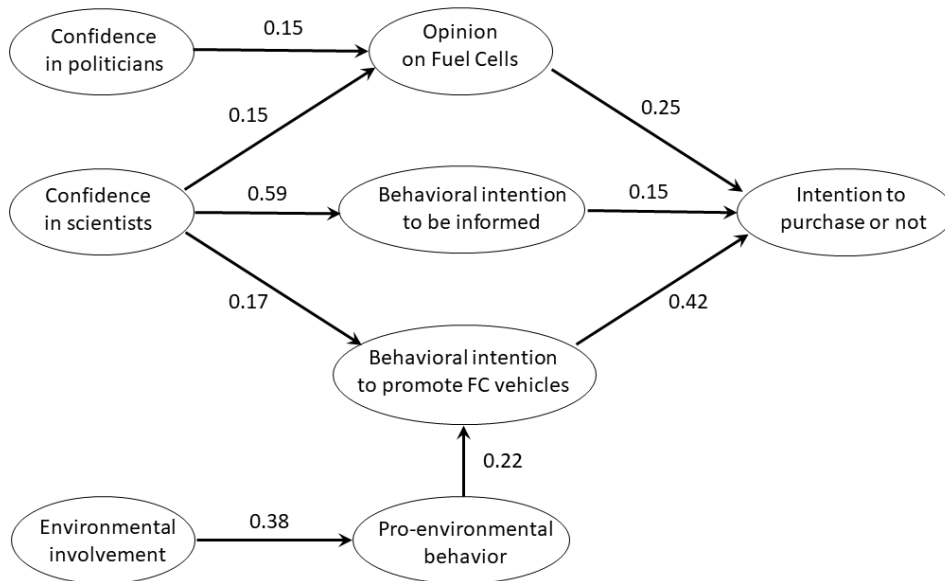 Confidence
in politicians
0.15
Opinion
on Fuel Cells
0.15
0.25
Confidence
in scientists
0.59
Behavioral intention
to be informed
0.15
Intention to
purchase or not
0.17
0.42
Behavioral intention
to promote FC vehicles
0.22
Environmental
involvement
0.38
Pro-environmental
behavior